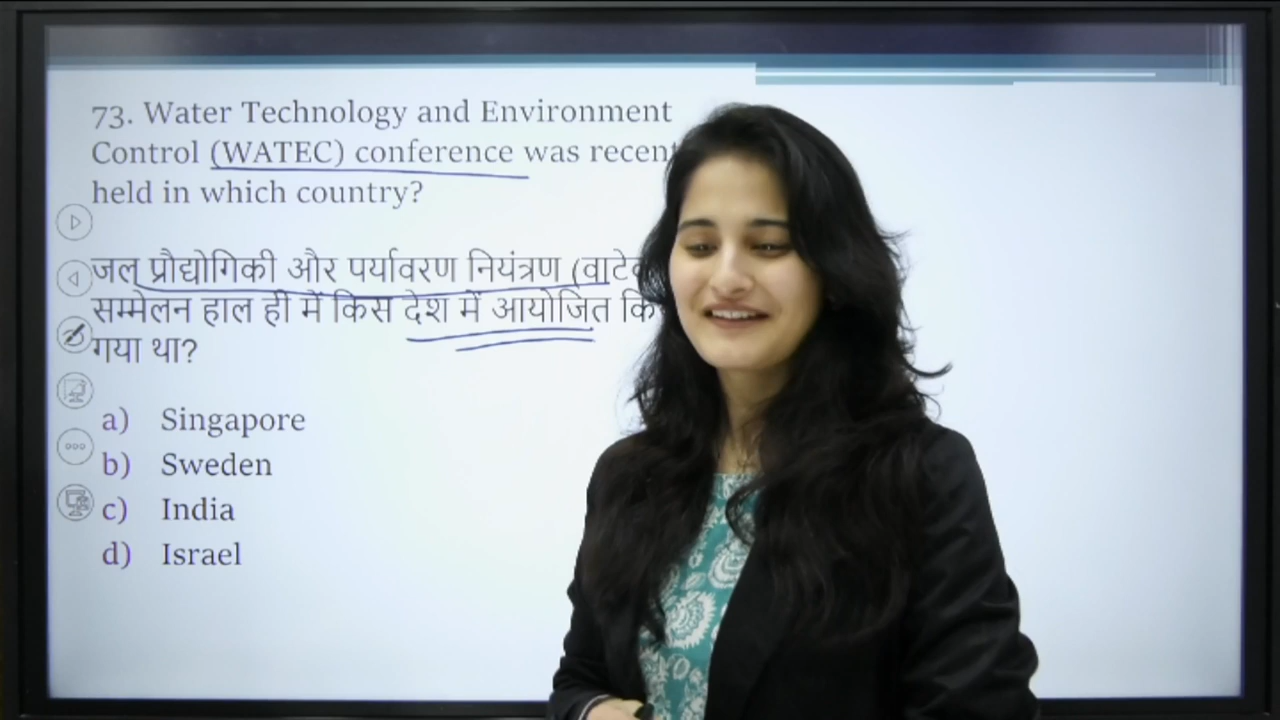 73. Water Technology and Environment
Control (WATEC) conference was
held in which country?
जल प्रौद्योगिकी और पर्यावरण नियंत्रण
सम्मेलन हाल ही में किस देश में आयोजित
गया था?
a) Singapore
b) Sweden
c) India
d) Israel